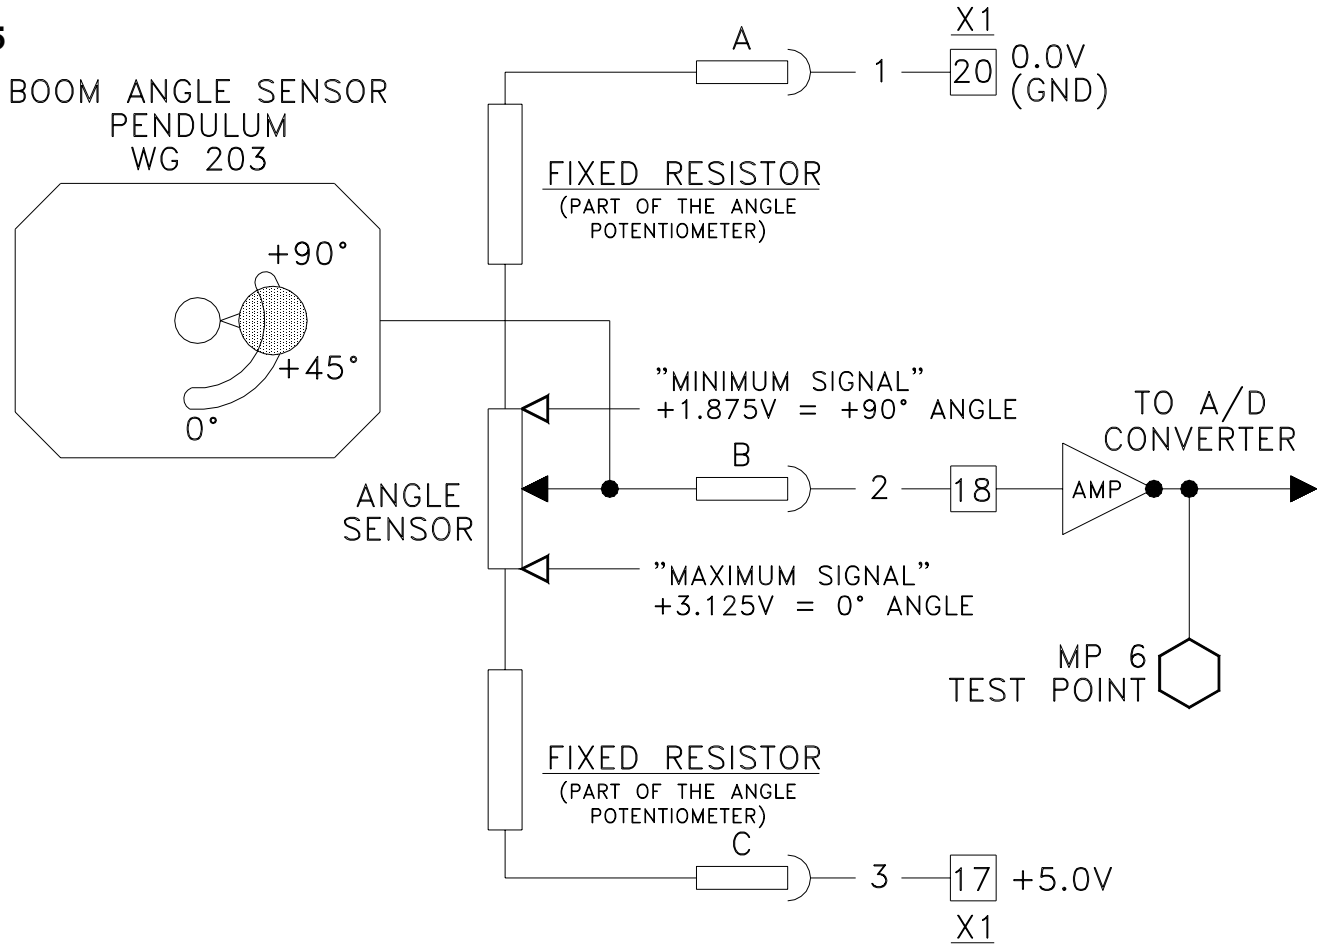 5
BOOM ANGLE SENSOR
PENDULUM
WG 203
+90°
+45°
0°
A
1
X1
20
0.0V
(GND)
FIXED RESISTOR
(PART OF THE ANGLE
POTENTIOMETER)
"MINIMUM SIGNAL"
+1.875V = +90° ANGLE
ANGLE
SENSOR
B
2
18
AMP
TO A/D
CONVERTER
"MAXIMUM SIGNAL"
+3.125V = 0° ANGLE
MP 6
TEST POINT
FIXED RESISTOR
(PART OF THE ANGLE
POTENTIOMETER)
C
3
17
+5.0V
X1